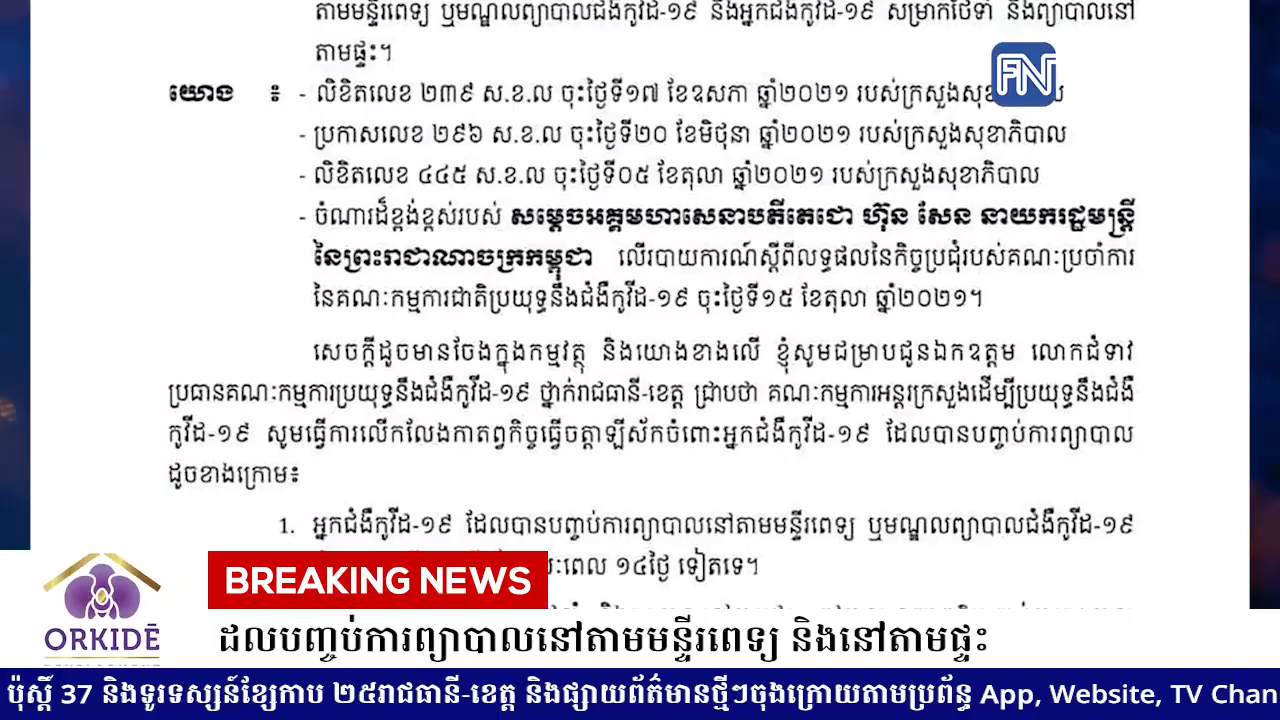 តាមមន្ទីរពេទ្យ ឬមណ្ឌលព្យាបាលជំងឺកូវីដ-១៩ និងអ្នកជំងឺកូវីដ-១៩ សម្រាកថែទាំ និងព្យាបាលនៅ
តាមផ្ទះ។
FN
យោង ៖ - លិខិតលេខ ២៣៩ ស.ខ.ល ចុះថ្ងៃទី១៧ ខែឧសភា ឆ្នាំ២០២១ របស់ក្រសួង
- ប្រកាសលេខ ២៩៦ ស.ខ.ល ចុះថ្ងៃទី២០ ខែមិថុនា ឆ្នាំ២០២១ របស់ក្រសួងសុខាភិបាល
- លិខិតលេខ ៤៤៥ ស.ខ.ល ចុះថ្ងៃទី០៥ ខែតុលា ឆ្នាំ២០២១ របស់ក្រសួងសុខាភិបាល
- ចំណារដ៏ខ្ពង់ខ្ពស់របស់ សម្តេចអគ្គមហាសេនាបតីតេជោ ហ៊ុន សែន នាយករដ្ឋមន្ត្រី
នៃព្រះរាជាណាចក្រកម្ពុជា លើរបាយការណ៍ស្តីពីលទ្ធផលនៃកិច្ចប្រជុំរបស់គណៈប្រចាំការ
នៃគណៈកម្មការជាតិប្រយុទ្ធនឹងជំងឺកូវីដ-១៩ ចុះថ្ងៃទី១៥ ខែតុលា ឆ្នាំ២០២១។
សេចក្តីដូចមានចែងក្នុងកម្មវត្ថុ និងយោងខាងលើ ខ្ញុំសូមជម្រាបជូនឯកឧត្តម លោកជំទាវ
ប្រធានគណៈកម្មការប្រយុទ្ធនឹងជំងឺកូវីដ-១៩ ថ្នាក់រាជធានី-ខេត្ត ជ្រាបថា គណៈកម្មការអន្តរក្រសួងដើម្បីប្រយុទ្ធនឹងជំងឺ
កូវីដ-១៩ សូមធ្វើការលើកលែងកាតព្វកិច្ចធ្វើចត្តាឡីស័កចំពោះអ្នកជំងឺកូវីដ-១៩ ដែលបានបញ្ចប់ការព្យាបាល
ដូចខាងក្រោម៖
1. អ្នកជំងឺកូវីដ-១៩ ដែលបានបញ្ចប់ការព្យាបាលនៅតាមមន្ទីរពេទ្យ ឬមណ្ឌលព្យាបាលជំងឺកូវីដ-១៩
១៤ថ្ងៃ ទៀតទេ។
BREAKING NEWS
ORKIDĒ
ដលបញ្ចប់ការព្យាបាលនៅតាមមន្ទីរពេទ្យ និងនៅតាមផ្ទះ
ប៉ុស្តិ៍ 37 និងទូរទស្សន៍ខ្សែកាប ២៥រាជធានី-ខេត្ត និងផ្សាយព័ត៌មានថ្មីៗចុងក្រោយតាមប្រព័ន្ធ App, Website, TV Chan